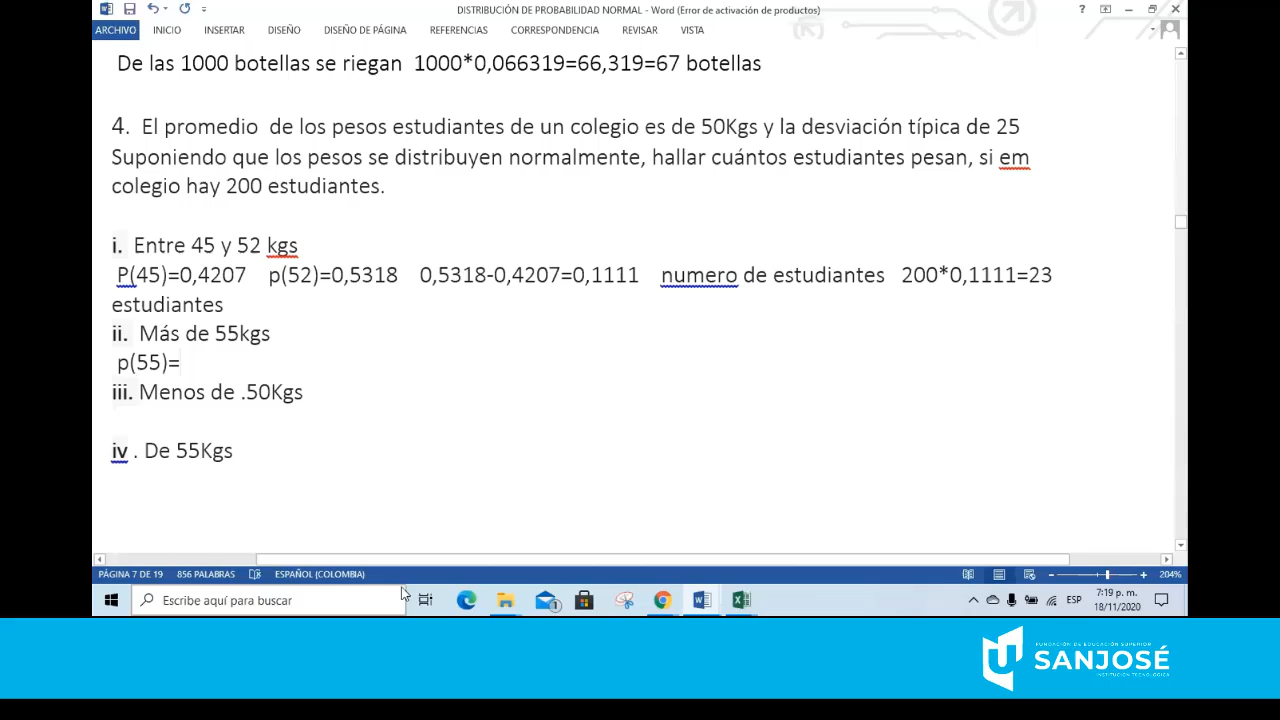 DISTRIBUCIÓN DE PROBABILIDAD NORMAL - Word (Error de activación de productos)
ARCHIVO INICIO INSERTAR DISEÑO DISEÑO DE PÁGINA REFERENCIAS CORRESPONDENCIA REVISAR VISTA
De las 1000 botellas se riegan 1000*0,066319=66,319=67 botellas
4. El promedio de los pesos estudiantes de un colegio es de 50Kgs y la desviación típica de 25
Suponiendo que los pesos se distribuyen normalmente, hallar cuántos estudiantes pesan, si em
colegio hay 200 estudiantes.
i. Entre 45 y 52 kgs
P(45)=0,4207 p(52)=0,5318 0,5318-0,4207=0,1111 numero de estudiantes 200*0,1111=23
estudiantes
ii. Más de 55kgs
p(55)=
iii. Menos de .50Kgs
iv . De 55Kgs
PÁGINA 7 DE 19 856 PALABRAS ESPAÑOL (COLOMBIA) 204%
Escribe aquí para buscar
ESP
7:19 p. m.
18/11/2020
FUNDACIÓN DE EDUCACIÓN SUPERIOR
SANJOSÉ
INSTITUCIÓN TECNOLÓGICA